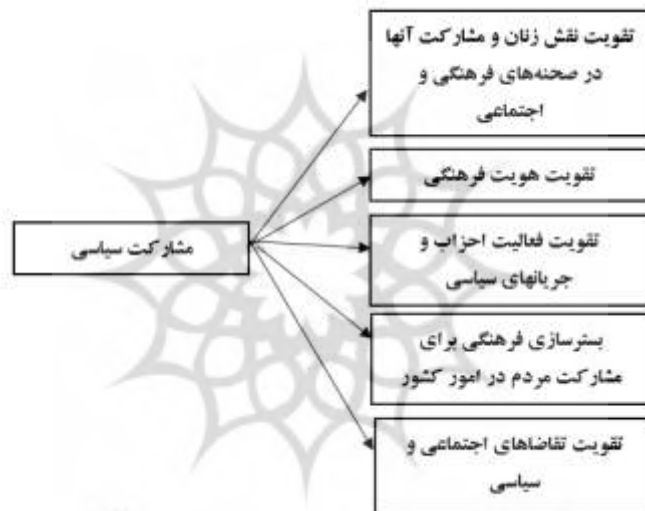 تقویت نقش زنان و مشارکت آنها
در صحنه‌های فرهنگی و
اجتماعی
تقویت هویت فرهنگی
مشارکت سیاسی
تقویت فعالیت احزاب و
جریانهای سیاسی
بسترسازی فرهنگی برای
مشارکت مردم در امور کشور
تقویت تقاضاهای اجتماعی و
سیاسی